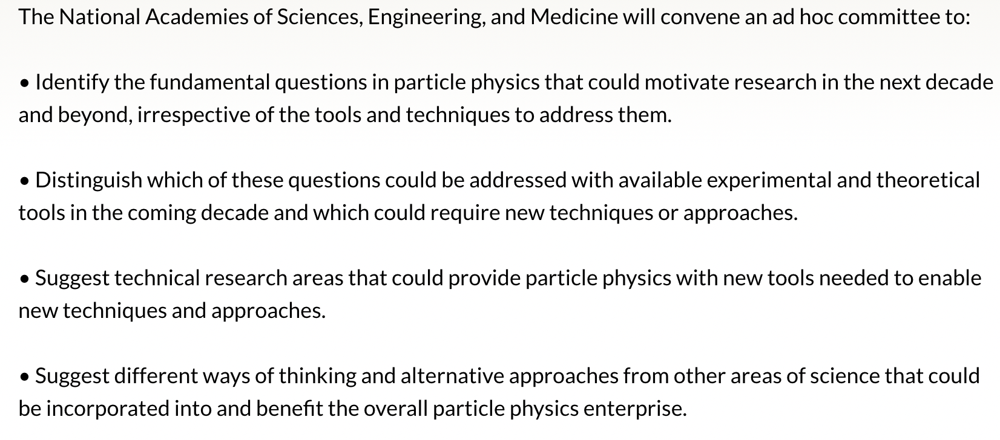 The National Academies of Sciences, Engineering, and Medicine will convene an ad hoc committee to:
• Identify the fundamental questions in particle physics that could motivate research in the next decade
and beyond, irrespective of the tools and techniques to address them.
• Distinguish which of these questions could be addressed with available experimental and theoretical
tools in the coming decade and which could require new techniques or approaches.
• Suggest technical research areas that could provide particle physics with new tools needed to enable
new techniques and approaches.
• Suggest different ways of thinking and alternative approaches from other areas of science that could
be incorporated into and benefit the overall particle physics enterprise.